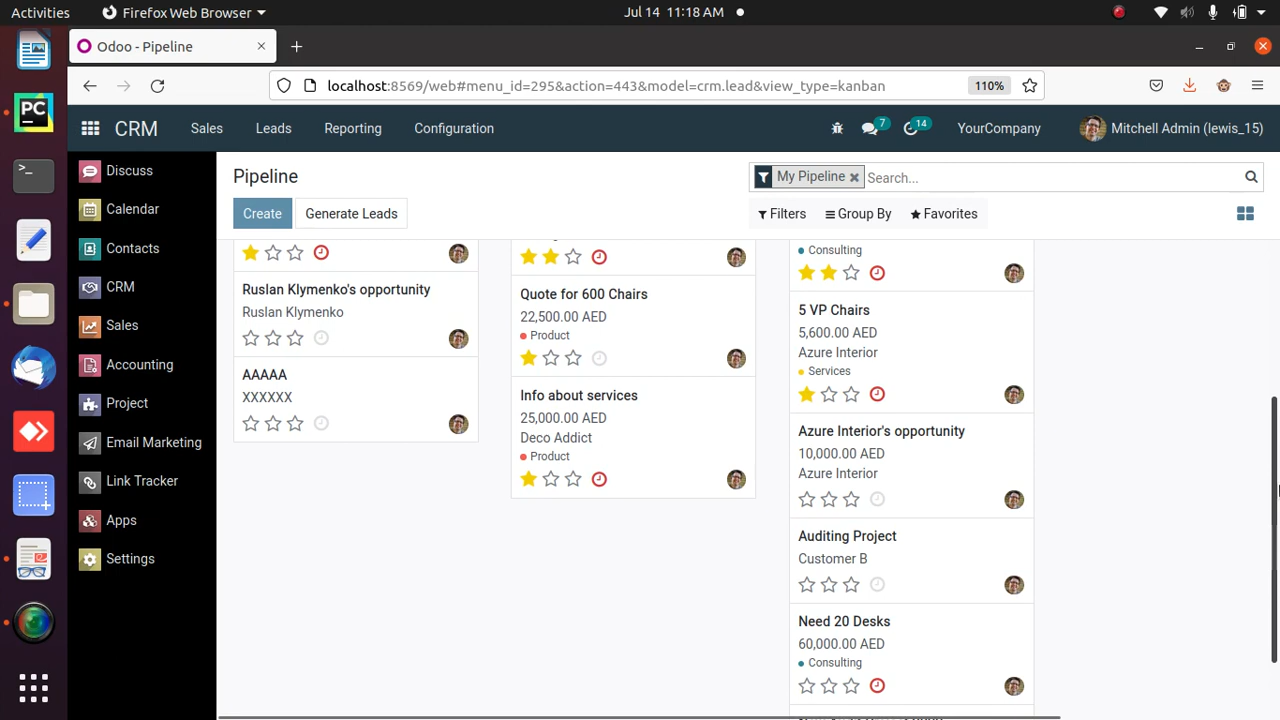 Activities
Firefox Web Browser
Jul 14 11:18 AM
Odoo - Pipeline
localhost:8569/web#menu_id=295&action=443&model=crm.lead&view_type=kanban
110%
CRM
Sales
Leads
Reporting
Configuration
7
14
YourCompany
Mitchell Admin (lewis_15)
PC
Discuss
Calendar
Contacts
CRM
Sales
Accounting
Project
Email Marketing
Link Tracker
Apps
Settings
Pipeline
My Pipeline
Search...
Create
Generate Leads
Filters
Group By
Favorites
Ruslan Klymenko's opportunity
Ruslan Klymenko
AAAAA
XXXXXX
Quote for 600 Chairs
22,500.00 AED
Product
Info about services
25,000.00 AED
Deco Addict
Product
Consulting
5 VP Chairs
5,600.00 AED
Azure Interior
Services
Azure Interior's opportunity
10,000.00 AED
Azure Interior
Auditing Project
Customer B
Need 20 Desks
60,000.00 AED
Consulting